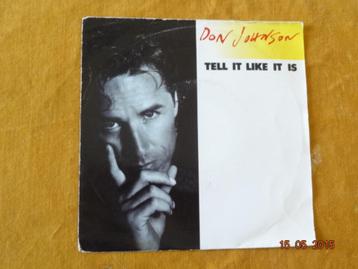 DON JOHNSON
TELL IT LIKE IT IS
15 05 2015